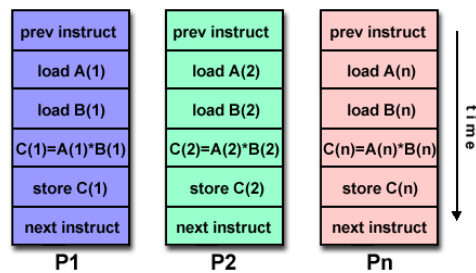 prev instruct
load A(1)
load B(1)
C(1)=A(1)*B(1)
store C(1)
next instruct
P1
prev instruct
load A(2)
load B(2)
C(2)=A(2)*B(2)
store C(2)
next instruct
P2
prev instruct
load A(n)
load B(n)
C(n)=A(n)*B(n)
store C(n)
next instruct
Pn
time